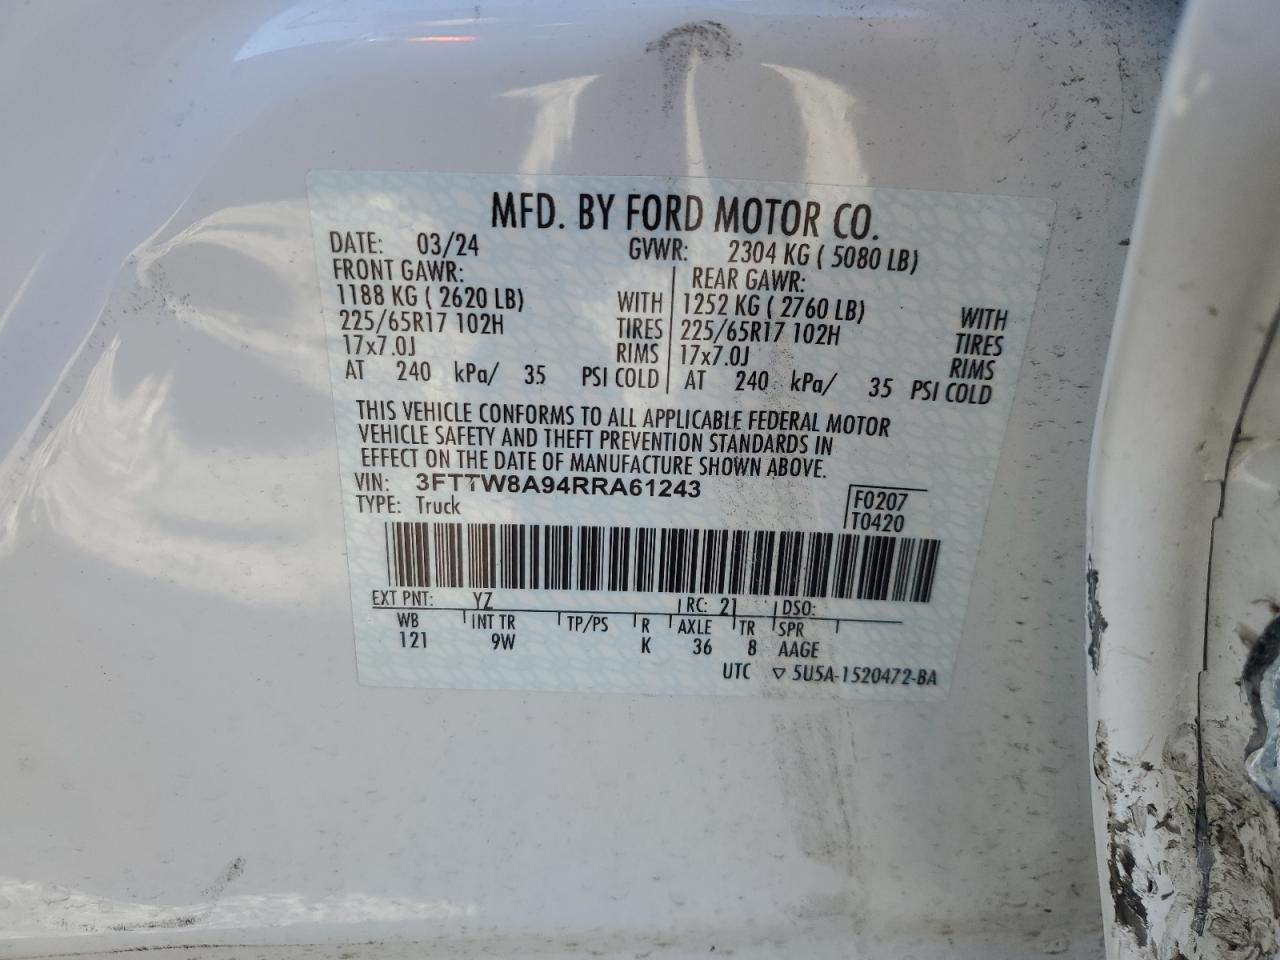 MFD. BY FORD MOTOR CO.
DATE: 03/24 GVWR: 2304 KG ( 5080 LB)
FRONT GAWR: REAR GAWR:
1188 KG ( 2620 LB) WITH 1252 KG ( 2760 LB) WITH
225/65R17 102H TIRES 225/65R17 102H TIRES
17x7.0J RIMS 17x7.0J RIMS
AT 240 kPa/ 35 PSI COLD AT 240 kPa/ 35 PSI COLD
THIS VEHICLE CONFORMS TO ALL APPLICABLE FEDERAL MOTOR
VEHICLE SAFETY AND THEFT PREVENTION STANDARDS IN
EFFECT ON THE DATE OF MANUFACTURE SHOWN ABOVE.
VIN: 3FTTW8A94RRA61243
TYPE: Truck
F0207
T0420
EXT PNT: YZ RC: 21 DSO:
WB INT TR TP/PS R AXLE TR SPR
121 9W K 36 8 AAGE
UTC ▽ 5U5A-1520472-BA